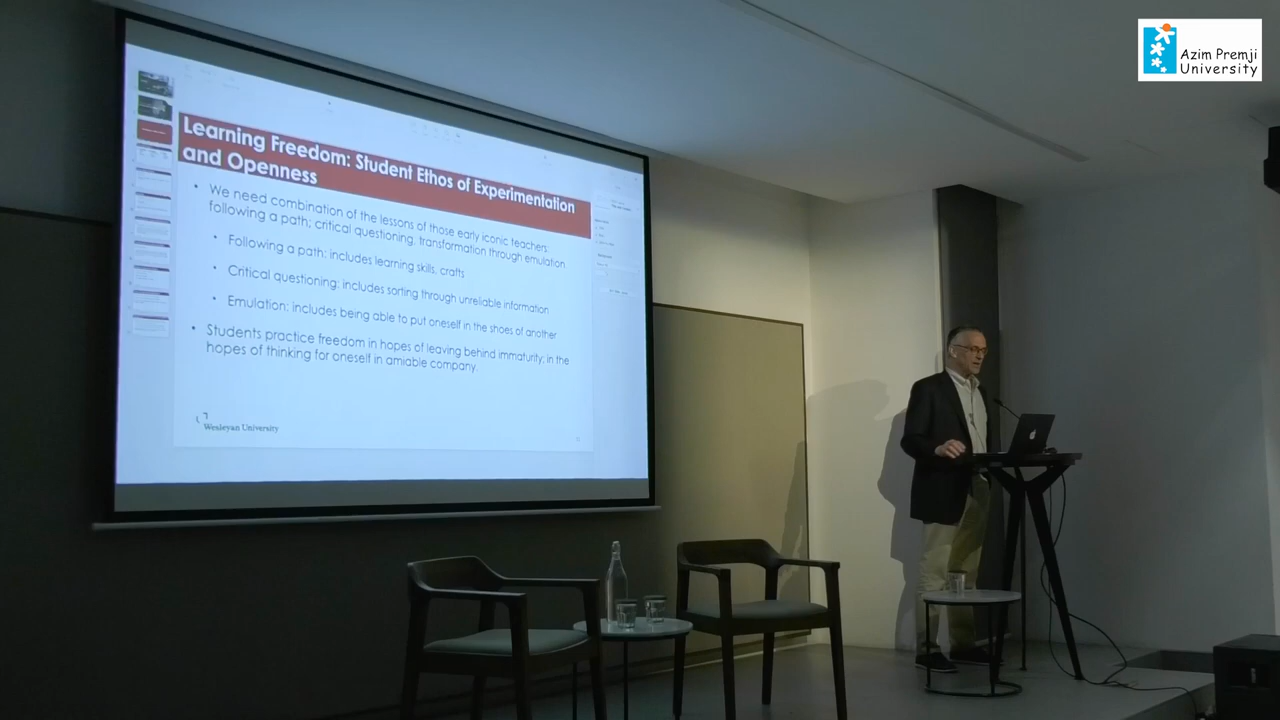 Azim Premji
University
Learning Freedom: Student Ethos of Experimentation
and Openness
• We need combination of the lessons of those early iconic teachers:
following a path; critical questioning, transformation through emulation
• Following a path: includes learning skills, crafts
• Critical questioning: includes sorting through unreliable information
• Emulation: includes being able to put oneself in the shoes of another
• Students practice freedom in hopes of leaving behind immaturity; in the
hopes of thinking for oneself in amiable company.
Wesleyan University